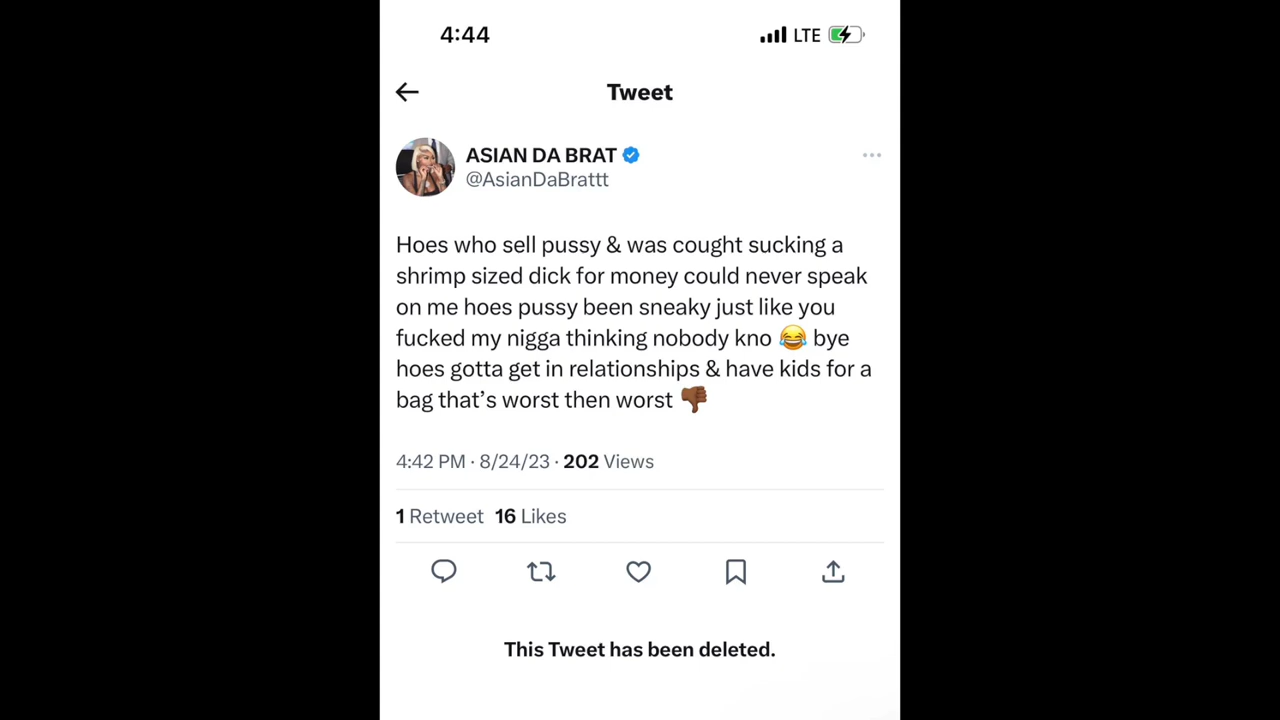 4:44 LTE
Tweet
ASIAN DA BRAT
@AsianDaBrattt
Hoes who sell pussy & was cought sucking a
shrimp sized dick for money could never speak
on me hoes pussy been sneaky just like you
fucked my nigga thinking nobody kno 😂 bye
hoes gotta get in relationships & have kids for a
bag that’s worst then worst 👎🏾
4:42 PM · 8/24/23 · 202 Views
1 Retweet 16 Likes
This Tweet has been deleted.